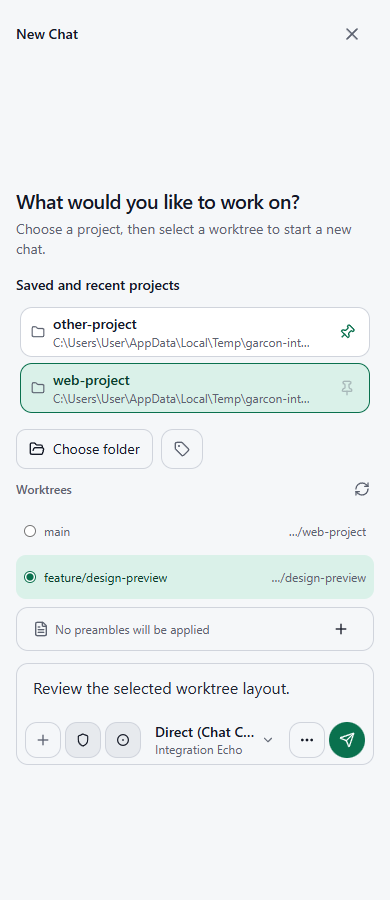 New Chat
What would you like to work on?
Choose a project, then select a worktree to start a new
chat.
Saved and recent projects
other-project
C:\Users\User\AppData\Local\Temp\garcon-int...
web-project
C:\Users\User\AppData\Local\Temp\garcon-int...
Choose folder
Worktrees
main .../web-project
feature/design-preview .../design-preview
No preambles will be applied
Review the selected worktree layout.
Direct (Chat C...
Integration Echo